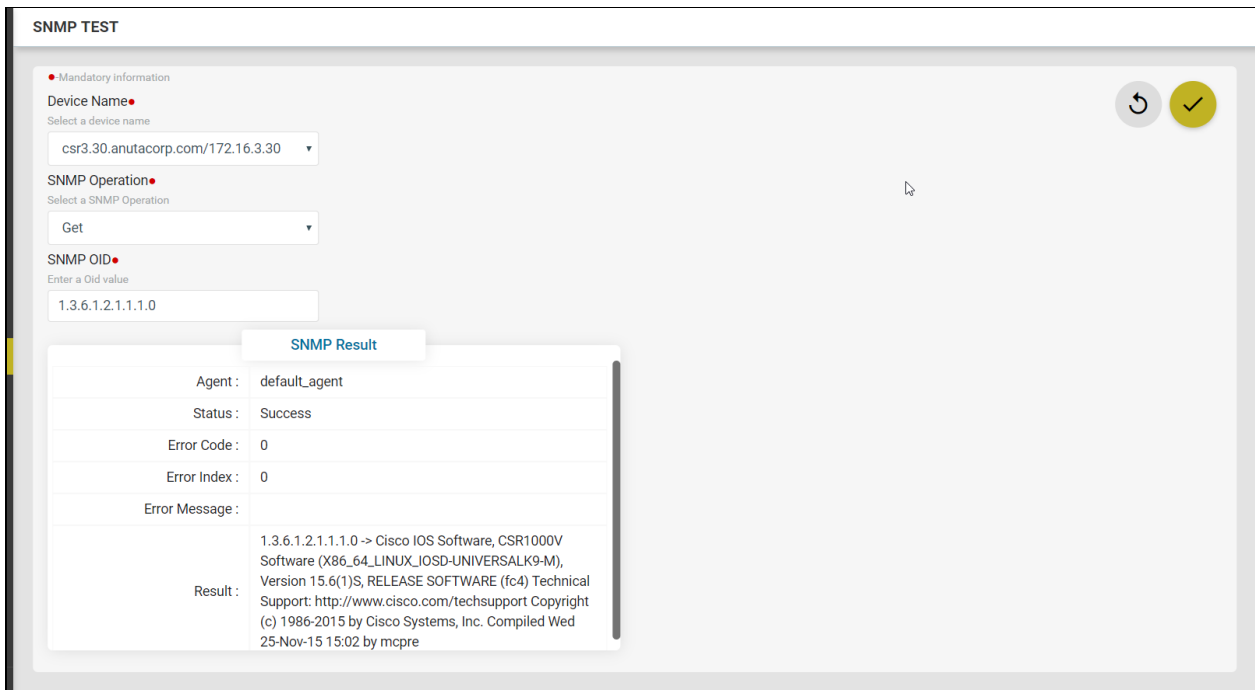 SNMP TEST
●-Mandatory information
Device Name●
Select a device name
csr3.30.anutacorp.com/172.16.3.30
SNMP Operation●
Select a SNMP Operation
Get
SNMP OID●
Enter a Oid value
1.3.6.1.2.1.1.1.0
SNMP Result
Agent : default_agent
Status : Success
Error Code : 0
Error Index : 0
Error Message :
Result : 1.3.6.1.2.1.1.1.0 -> Cisco IOS Software, CSR1000V
Software (X86_64_LINUX_IOSD-UNIVERSALK9-M),
Version 15.6(1)S, RELEASE SOFTWARE (fc4) Technical
Support: http://www.cisco.com/techsupport Copyright
(c) 1986-2015 by Cisco Systems, Inc. Compiled Wed
25-Nov-15 15:02 by mcpre